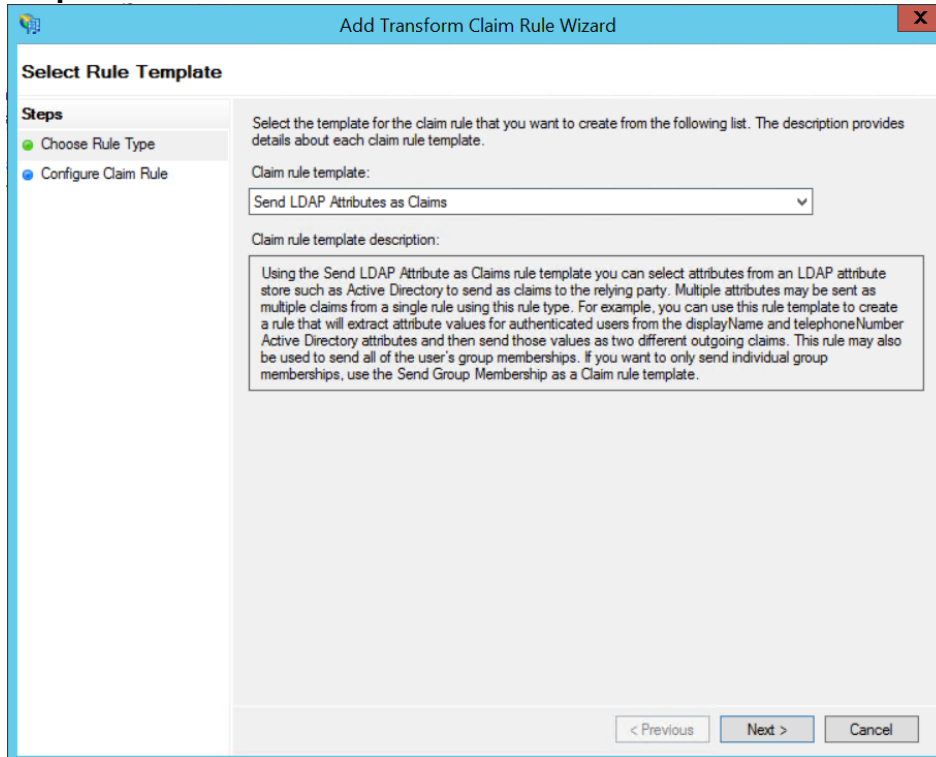 Add Transform Claim Rule Wizard
X
Select Rule Template
Steps
Choose Rule Type
Configure Claim Rule
Select the template for the claim rule that you want to create from the following list. The description provides
details about each claim rule template.
Claim rule template:
Send LDAP Attributes as Claims
Claim rule template description:
Using the Send LDAP Attribute as Claims rule template you can select attributes from an LDAP attribute
store such as Active Directory to send as claims to the relying party. Multiple attributes may be sent as
multiple claims from a single rule using this rule type. For example, you can use this rule template to create
a rule that will extract attribute values for authenticated users from the displayName and telephoneNumber
Active Directory attributes and then send those values as two different outgoing claims. This rule may also
be used to send all of the user's group memberships. If you want to only send individual group
memberships, use the Send Group Membership as a Claim rule template.
< Previous
Next >
Cancel